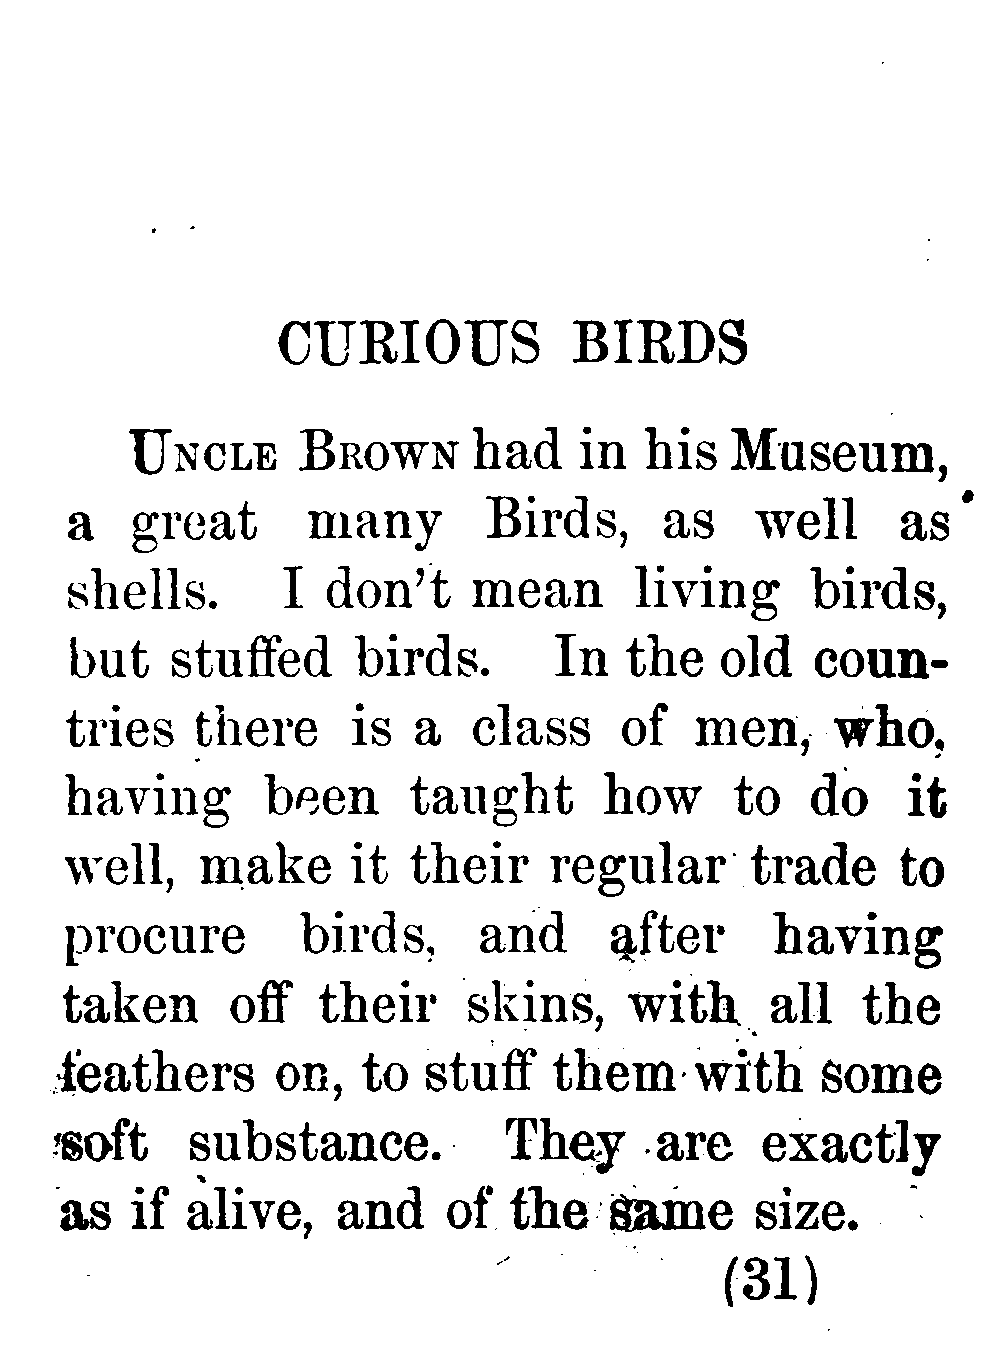 CURIOUS BIRDS
UNCLE BROWN had in his Museum,
a great many Birds, as well as
shells. I don't mean living birds,
but stuffed birds. In the old coun-
tries there is a class of men, who,
having been taught how to do it
well, make it their regular trade to
procure birds, and after having
taken off their skins, with all the
feathers on, to stuff them with some
soft substance. They are exactly
as if alive, and of the same size.
(31)